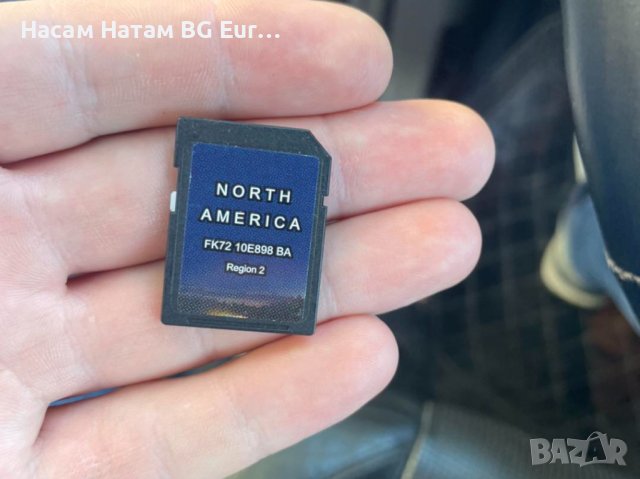 Насам Натам BG Eur...
NORTH
AMERICA
FK72 10E898 BA
Region 2
BAZAR